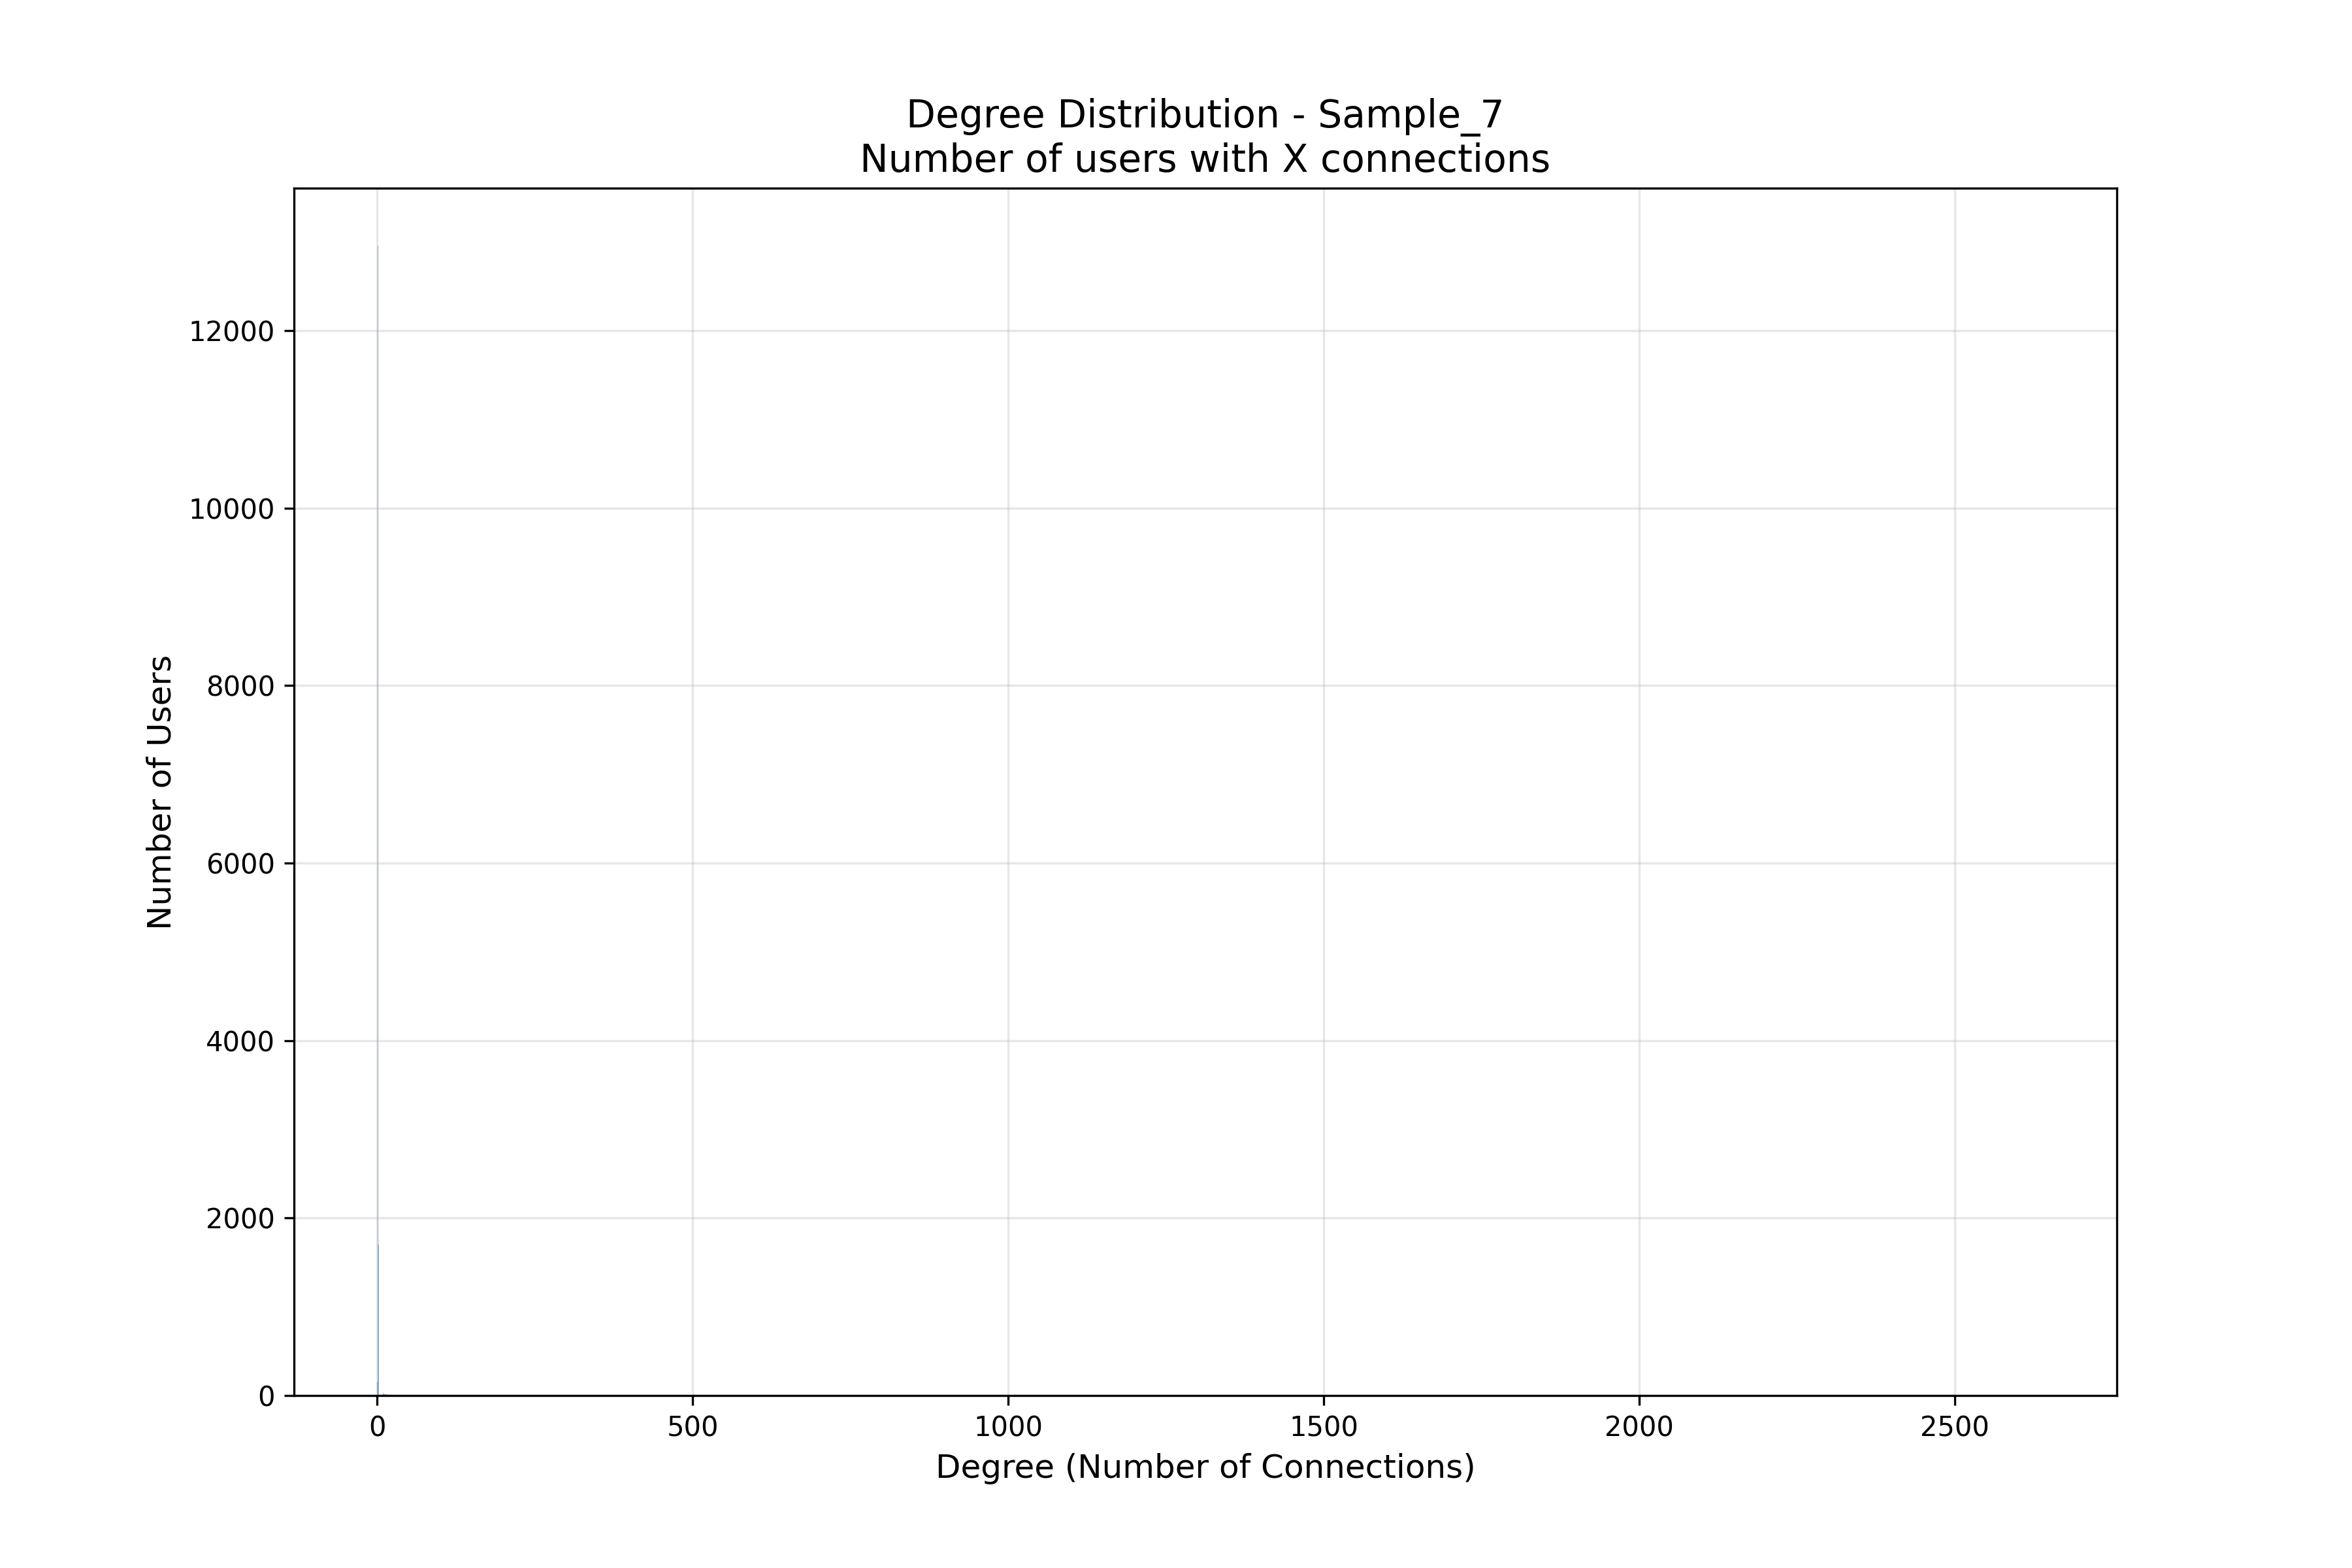 Degree Distribution - Sample_7
Number of users with X connections
Number of Users
12000
10000
8000
6000
4000
2000
0
0 500 1000 1500 2000 2500
Degree (Number of Connections)